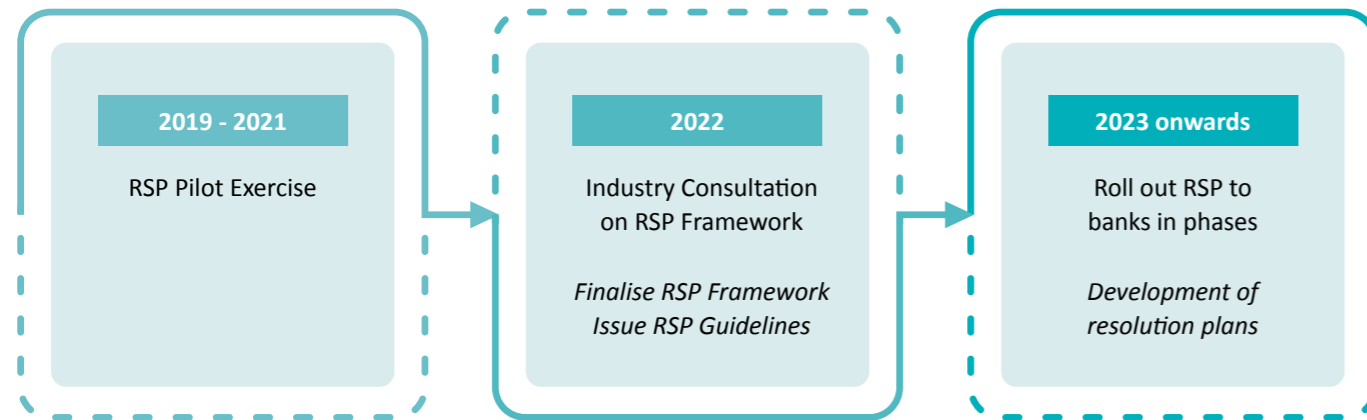 2019 - 2021
RSP Pilot Exercise
2022
Industry Consultation
on RSP Framework
Finalise RSP Framework
Issue RSP Guidelines
2023 onwards
Roll out RSP to
banks in phases
Development of
resolution plans